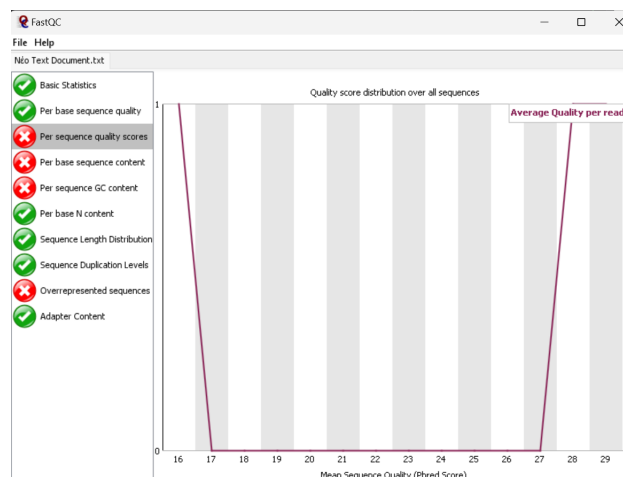 FastQC
File Help
Néo Text Document.txt
Basic Statistics
Per base sequence quality
Per sequence quality scores
Per base sequence content
Per sequence GC content
Per base N content
Sequence Length Distribution
Sequence Duplication Levels
Overrepresented sequences
Adapter Content
Quality score distribution over all sequences
Average Quality per read
1
0
16 17 18 19 20 21 22 23 24 25 26 27 28 29
Mean Sequence Quality (Phred Score)